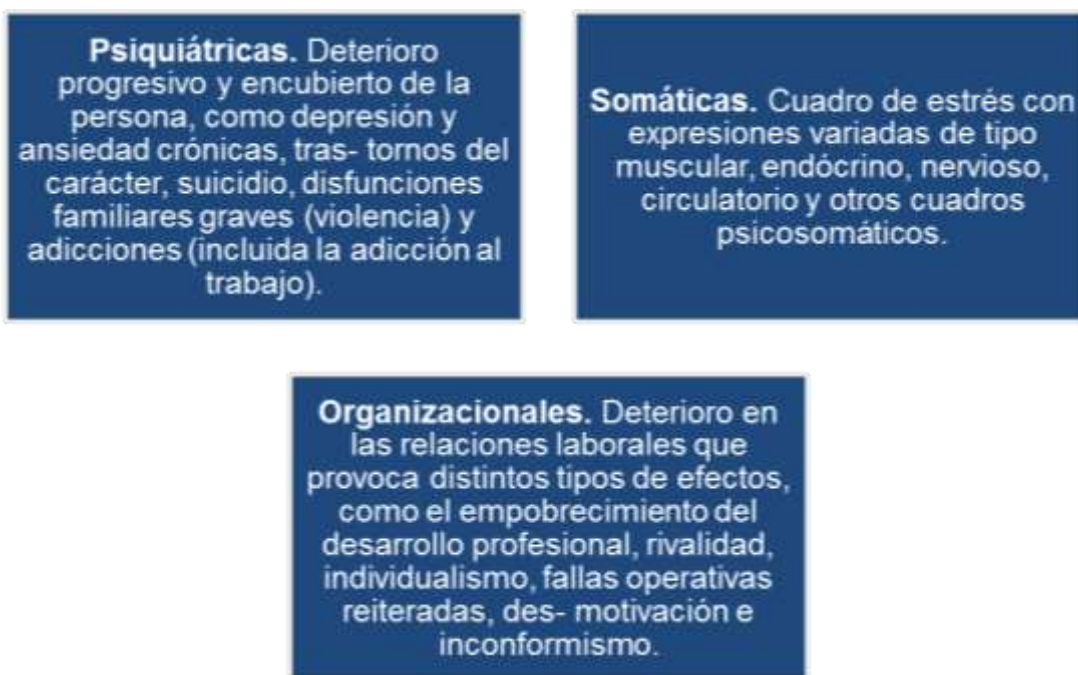 Psiquiátricas. Deterioro
progresivo y encubierto de la
persona, como depresión y
ansiedad crónicas, tras- tornos del
carácter, suicidio, disfunciones
familiares graves (violencia) y
adicciones (incluida la adicción al
trabajo).
Somáticas. Cuadro de estrés con
expresiones variadas de tipo
muscular, endócrino, nervioso,
circulatorio y otros cuadros
psicosomáticos.
Organizacionales. Deterioro en
las relaciones laborales que
provoca distintos tipos de efectos,
como el empobrecimiento del
desarrollo profesional, rivalidad,
individualismo, fallas operativas
reiteradas, des- motivación e
inconformismo.